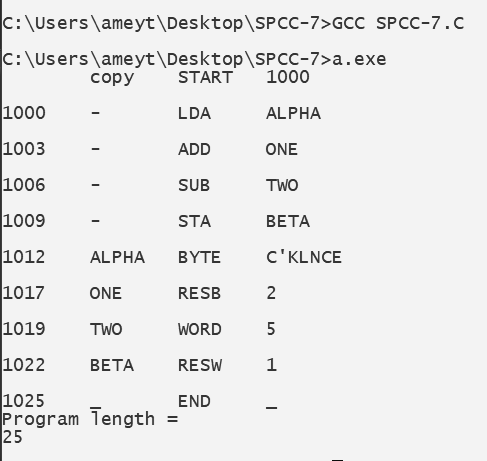 C:\Users\ameyt\Desktop\SPCC-7>GCC SPCC-7.C
C:\Users\ameyt\Desktop\SPCC-7>a.exe
copy START 1000
1000 - LDA ALPHA
1003 - ADD ONE
1006 - SUB TWO
1009 - STA BETA
1012 ALPHA BYTE C'KLNCE
1017 ONE RESB 2
1019 TWO WORD 5
1022 BETA RESW 1
1025 _ END _
Program length =
25